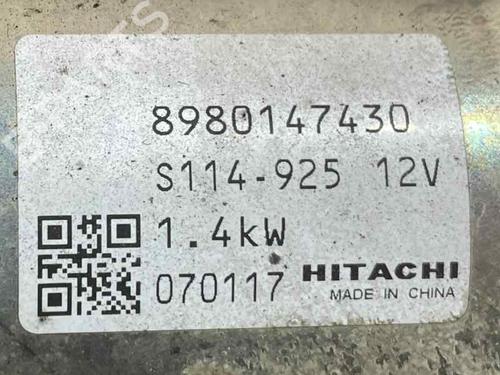 8980147430
S114-925 12V
1.4kW
070117 HITACHI
MADE IN CHINA